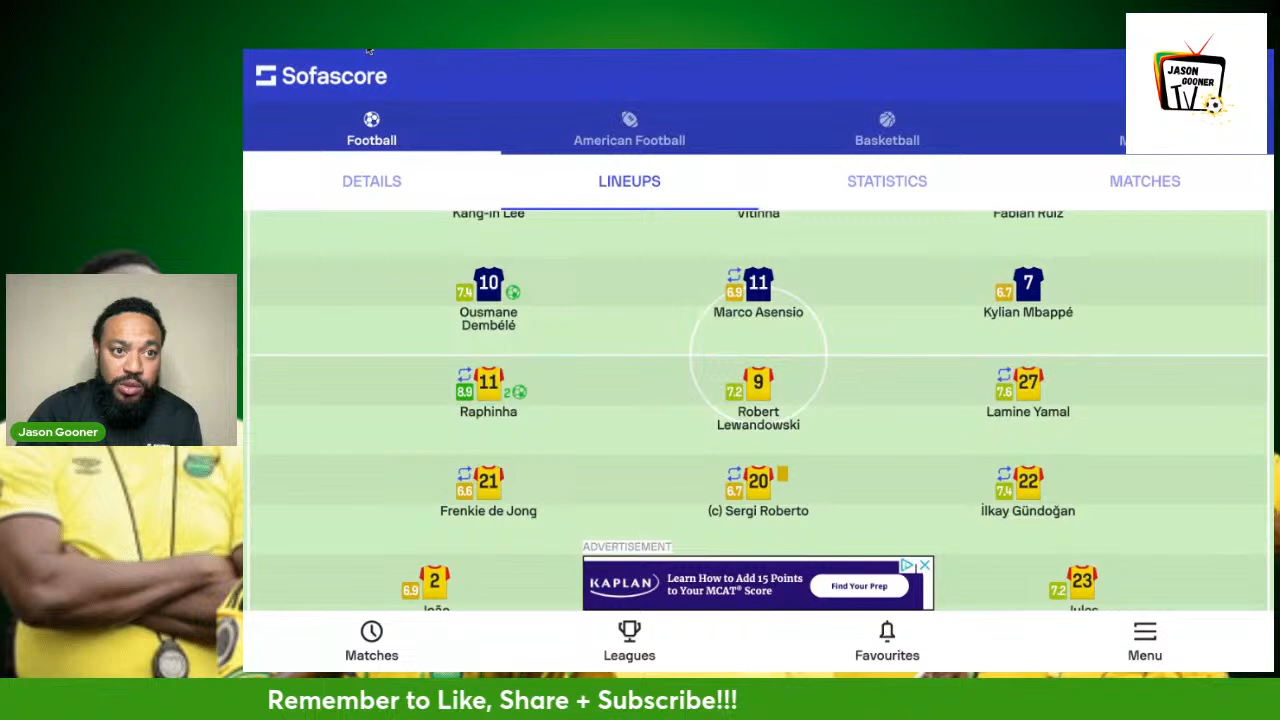 JASON
GOONER
TV
Sofascore
Football
American Football
Basketball
M
DETAILS
LINEUPS
STATISTICS
MATCHES
Kang-in Lee
Vitinha
Fabián Ruiz
10
7.4
Ousmane
Dembélé
11
6.9
Marco Asensio
7
6.7
Kylian Mbappé
11
8.9
2
Raphinha
9
7.2
Robert
Lewandowski
27
7.6
Lamine Yamal
21
6.6
Frenkie de Jong
20
6.7
(c) Sergi Roberto
22
7.4
İlkay Gündoğan
ADVERTISEMENT
KAPLAN
Learn How to Add 15 Points
to Your MCAT® Score
Find Your Prep
2
6.9
João
23
7.2
Jules
Matches
Leagues
Favourites
Menu
Jason Gooner
Remember to Like, Share + Subscribe!!!